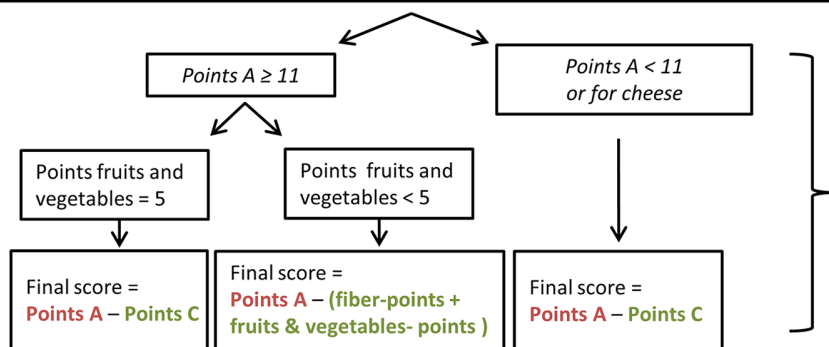 Points A ≥ 11
Points A < 11
or for cheese
Points fruits and
vegetables = 5
Points fruits and
vegetables < 5
Final score =
Points A – Points C
Final score =
Points A – (fiber-points +
fruits & vegetables- points )
Final score =
Points A – Points C